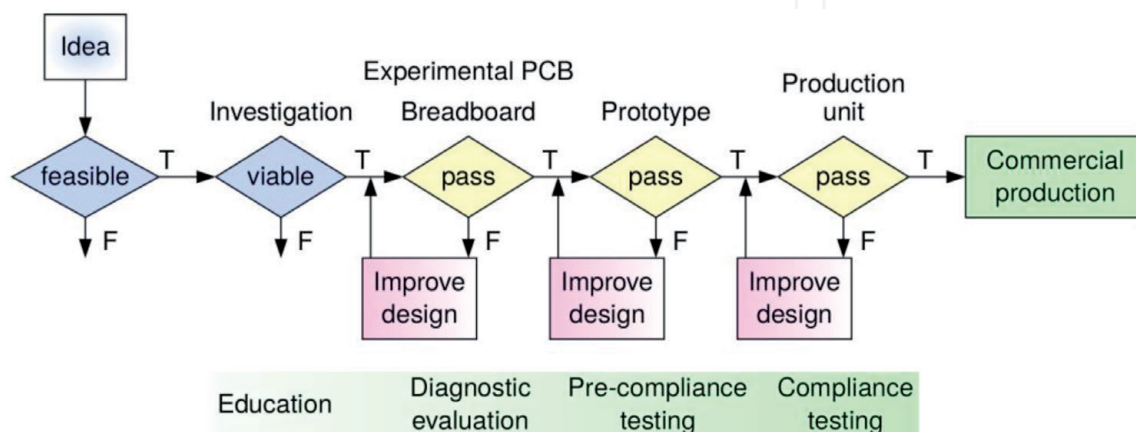 Idea
Experimental PCB
Production
unit
Investigation
Breadboard
Prototype
feasible
T
viable
T
pass
T
pass
T
pass
T
Commercial
production
F
F
F
F
F
Improve
design
Improve
design
Improve
design
Education
Diagnostic
evaluation
Pre-compliance
testing
Compliance
testing